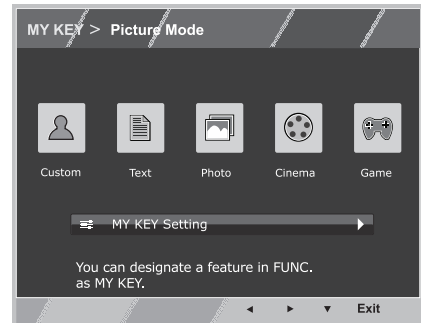 MY KEY > Picture Mode
Custom Text Photo Cinema Game
MY KEY Setting
You can designate a feature in FUNC.
as MY KEY.
Exit